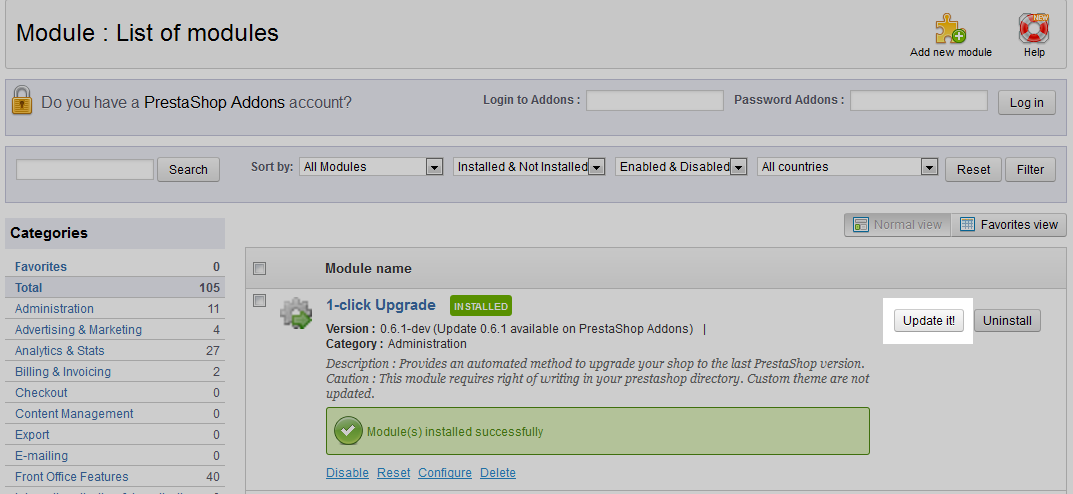 Module : List of modules
Add new module
NEW
Help
Do you have a PrestaShop Addons account?
Login to Addons :
Password Addons :
Log in
Search
Sort by:
All Modules
Installed & Not Installed
Enabled & Disabled
All countries
Reset
Filter
Normal view
Favorites view
Categories
Favorites 0
Total 105
Administration 11
Advertising & Marketing 4
Analytics & Stats 27
Billing & Invoicing 2
Checkout 0
Content Management 0
Export 0
E-mailing 0
Front Office Features 40
Module name
1-click Upgrade INSTALLED
Version : 0.6.1-dev (Update 0.6.1 available on PrestaShop Addons) |
Category : Administration
Description : Provides an automated method to upgrade your shop to the last PrestaShop version.
Caution : This module requires right of writing in your prestashop directory. Custom theme are not
updated.
Module(s) installed successfully
Disable Reset Configure Delete
Update it!
Uninstall